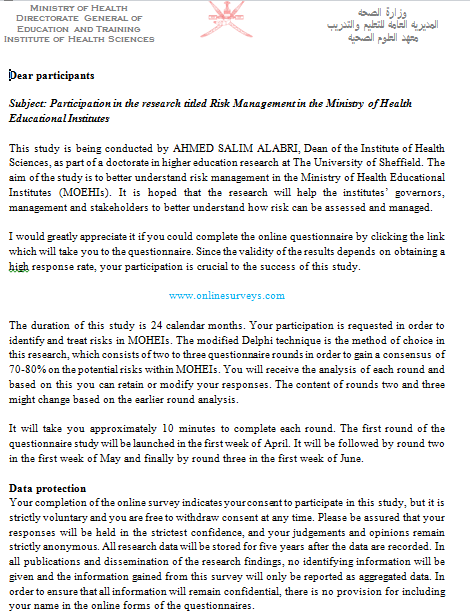 MINISTRY OF HEALTH
DIRECTORATE GENERAL OF
EDUCATION AND TRAINING
INSTITUTE OF HEALTH SCIENCES
وزارة الصحه
المديرية العامة للتعليم والتدريب
معهد العلوم الصحية
Dear participants
Subject: Participation in the research titled Risk Management in the Ministry of Health
Educational Institutes
This study is being conducted by AHMED SALIM ALABRI, Dean of the Institute of Health
Sciences, as part of a doctorate in higher education research at The University of Sheffield. The
aim of the study is to better understand risk management in the Ministry of Health Educational
Institutes (MOEHIs). It is hoped that the research will help the institutes' governors,
management and stakeholders to better understand how risk can be assessed and managed.
I would greatly appreciate it if you could complete the online questionnaire by clicking the link
which will take you to the questionnaire. Since the validity of the results depends on obtaining a
high response rate, your participation is crucial to the success of this study.
www.onlinesurveys.com
The duration of this study is 24 calendar months. Your participation is requested in order to
identify and treat risks in MOHEIs. The modified Delphi technique is the method of choice in
this research, which consists of two to three questionnaire rounds in order to gain a consensus of
70-80% on the potential risks within MOHEIs. You will receive the analysis of each round and
based on this you can retain or modify your responses. The content of rounds two and three
might change based on the earlier round analysis.
It will take you approximately 10 minutes to complete each round. The first round of the
questionnaire study will be launched in the first week of April. It will be followed by round two
in the first week of May and finally by round three in the first week of June.
Data protection
Your completion of the online survey indicates your consent to participate in this study, but it is
strictly voluntary and you are free to withdraw consent at any time. Please be assured that your
responses will be held in the strictest confidence, and your judgements and opinions remain
strictly anonymous. All research data will be stored for five years after the data are recorded. In
all publications and dissemination of the research findings, no identifying information will be
given and the information gained from this survey will only be reported as aggregated data. In
order to ensure that all information will remain confidential, there is no provision for including
your name in the online forms of the questionnaires.